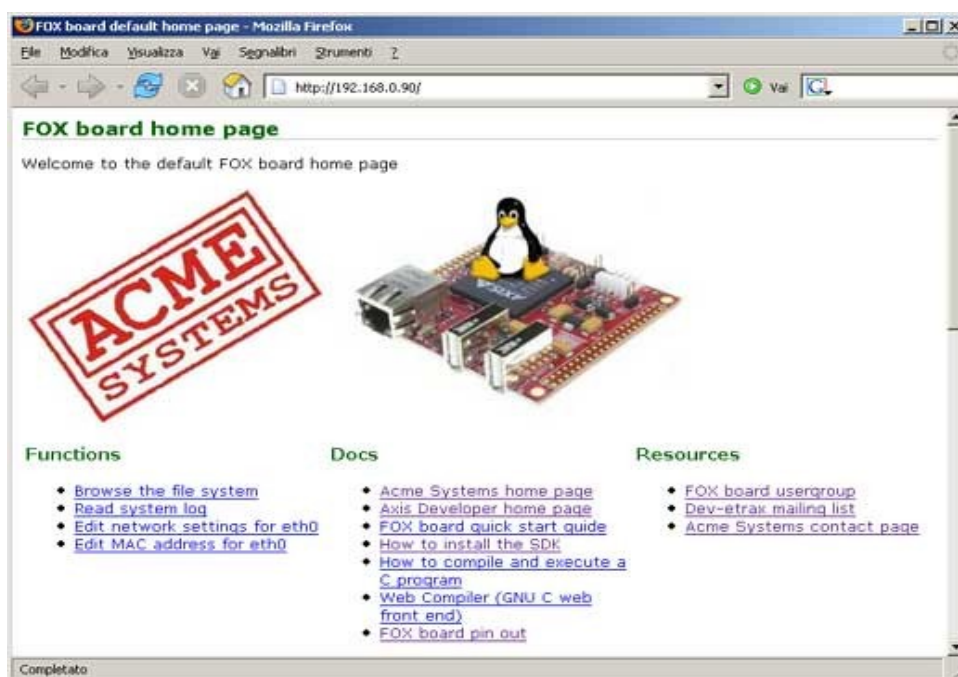 FOX board default home page - Mozilla Firefox
File Modifica Visualizza Vai Segnalibri Strumenti ?
http://192.168.0.90/ Vai G
FOX board home page
Welcome to the default FOX board home page
ACME
SYSTEMS
AXIS
Functions
Browse the file system
Read system log
Edit network settings for eth0
Edit MAC address for eth0
Docs
Acme Systems home page
Axis Developer home page
FOX board quick start guide
How to install the SDK
How to compile and execute a
C program
Web Compiler (GNU C web
front end)
FOX board pin out
Resources
FOX board usergroup
Dev-etrax mailing list
Acme Systems contact page
Completato